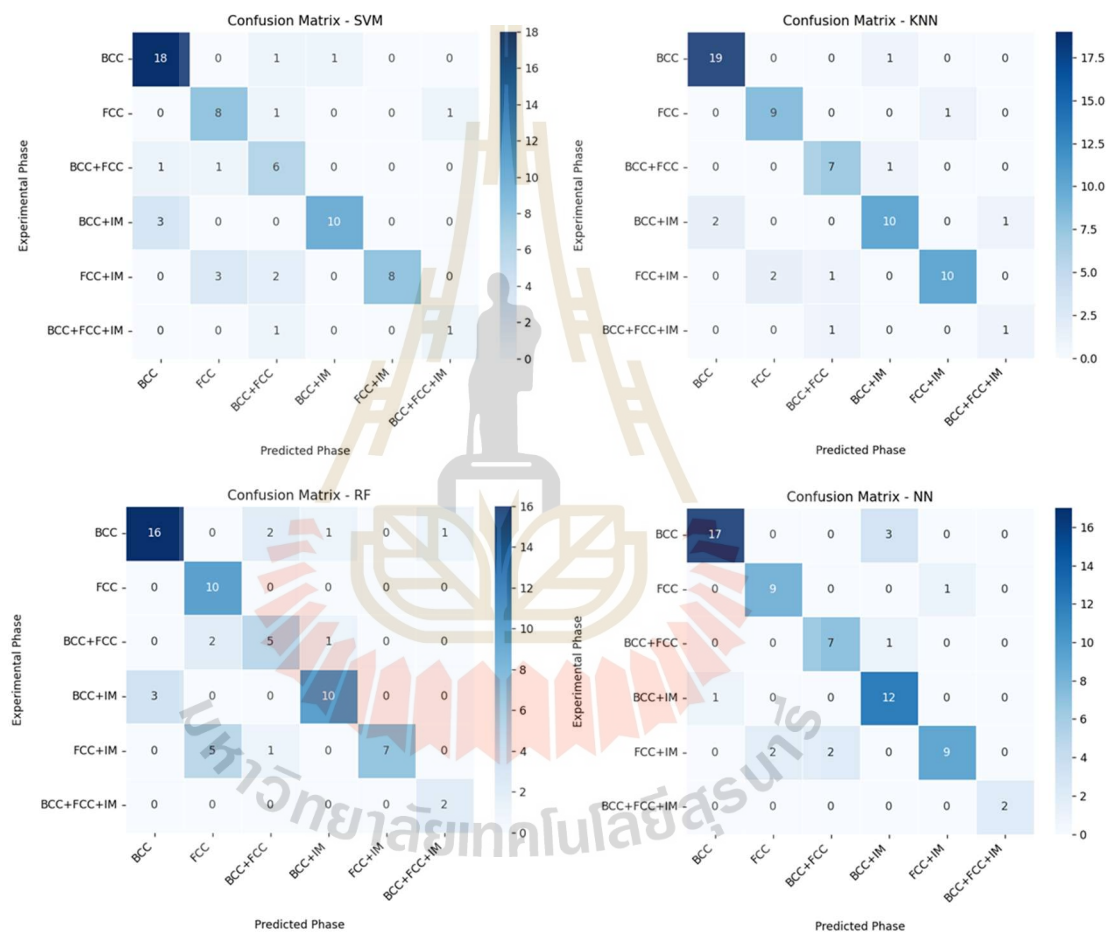 Confusion Matrix - SVM
Experimental Phase
BCC 18 0 1 1 0 0
FCC 0 8 1 0 0 1
BCC+FCC 1 1 6 0 0 0
BCC+IM 3 0 0 10 0 0
FCC+IM 0 3 2 0 8 0
BCC+FCC+IM 0 0 1 0 0 1
BCC FCC BCC+FCC BCC+IM FCC+IM BCC+FCC+IM
Predicted Phase
18
16
14
12
10
8
6
4
2
0
Confusion Matrix - KNN
Experimental Phase
BCC 19 0 0 1 0 0
FCC 0 9 0 0 1 0
BCC+FCC 0 0 7 1 0 0
BCC+IM 2 0 0 10 0 1
FCC+IM 0 2 1 0 10 0
BCC+FCC+IM 0 0 1 0 0 1
BCC FCC BCC+FCC BCC+IM FCC+IM BCC+FCC+IM
Predicted Phase
17.5
15.0
12.5
10.0
7.5
5.0
2.5
0.0
Confusion Matrix - RF
Experimental Phase
BCC 16 0 2 1 0 1
FCC 0 10 0 0 0 0
BCC+FCC 0 2 5 1 0 0
BCC+IM 3 0 0 10 0 0
FCC+IM 0 5 1 0 7 0
BCC+FCC+IM 0 0 0 0 0 2
BCC FCC BCC+FCC BCC+IM FCC+IM BCC+FCC+IM
Predicted Phase
16
14
12
10
8
6
4
2
0
Confusion Matrix - NN
Experimental Phase
BCC 17 0 0 3 0 0
FCC 0 9 0 0 1 0
BCC+FCC 0 0 7 1 0 0
BCC+IM 1 0 0 12 0 0
FCC+IM 0 2 2 0 9 0
BCC+FCC+IM 0 0 0 0 0 2
BCC FCC BCC+FCC BCC+IM FCC+IM BCC+FCC+IM
Predicted Phase
16
14
12
10
8
6
4
2
0
มหาวิทยาลัยเทคโนโลยีสุรนารี